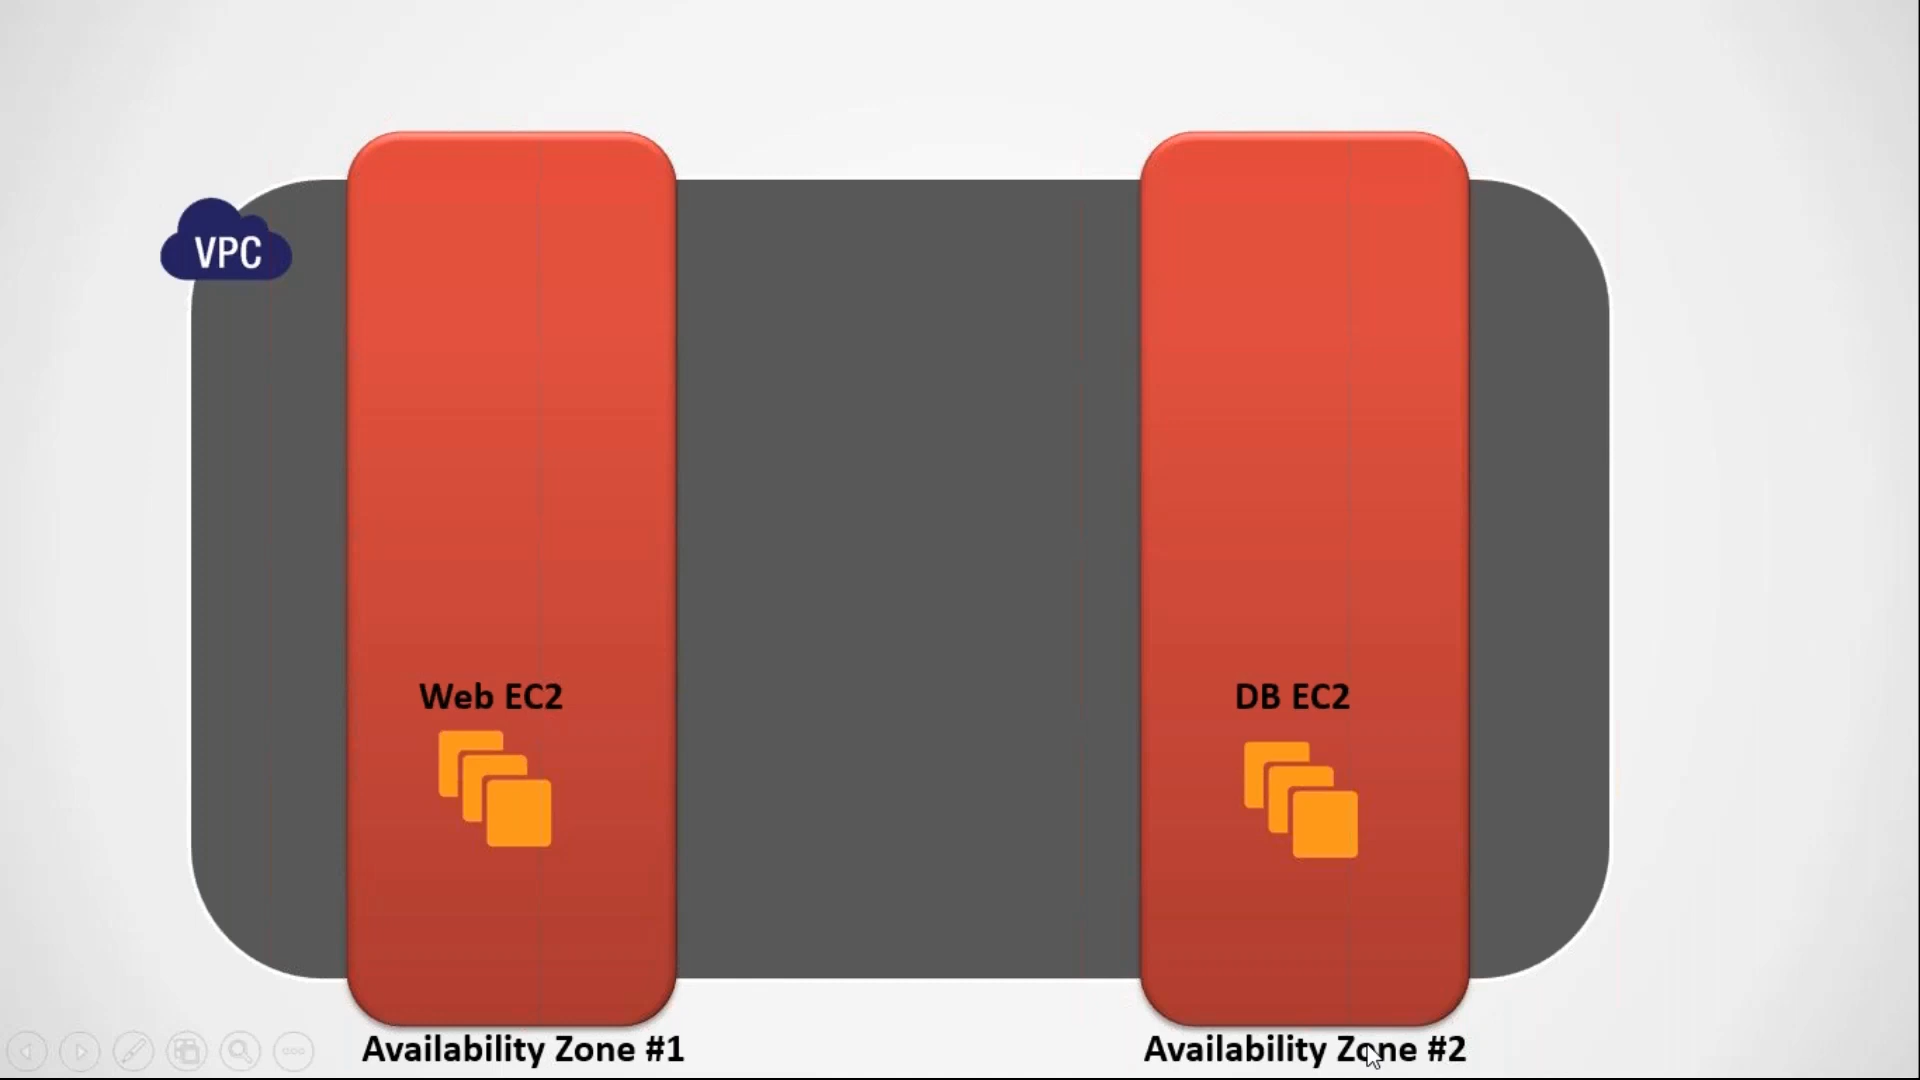 VPC
Web EC2
DB EC2
Availability Zone #1
Availability Zone #2